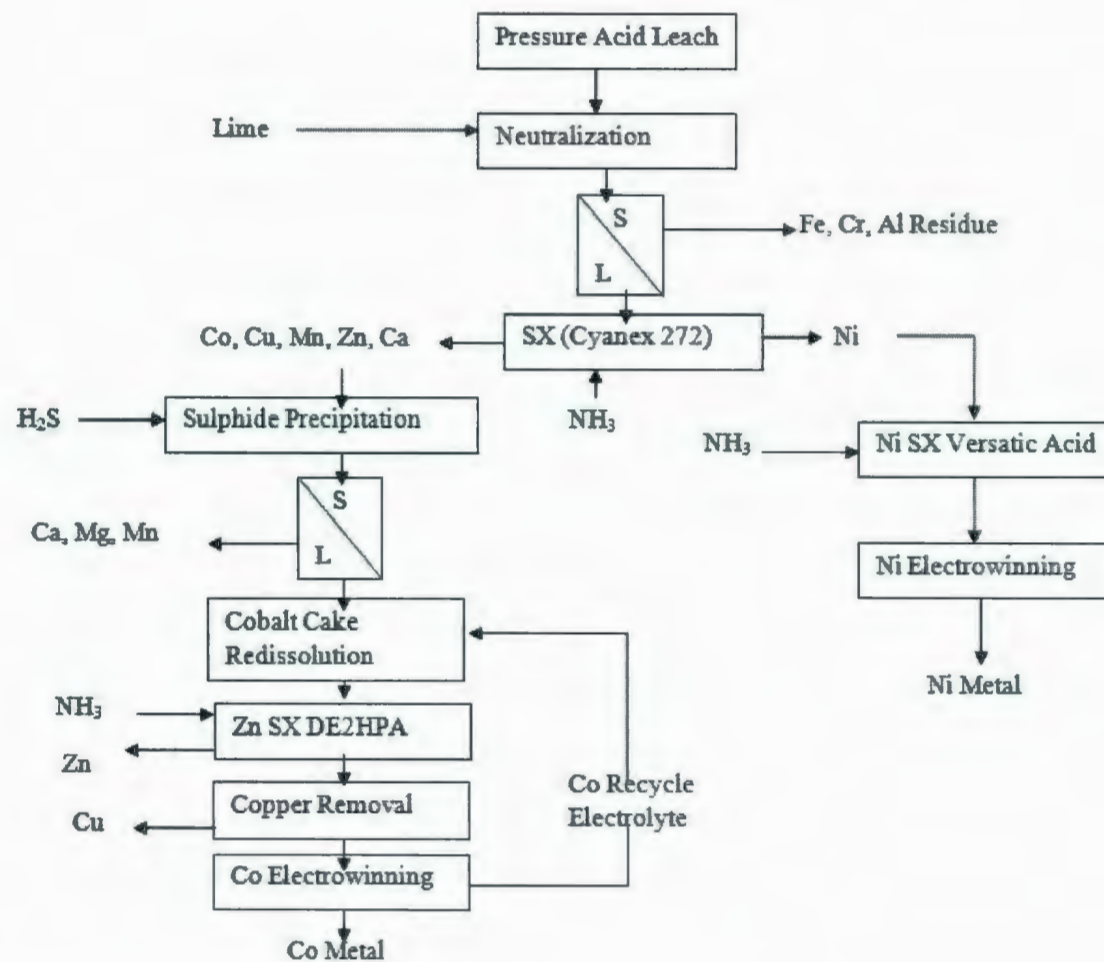 Pressure Acid Leach
Lime
Neutralization
S
L
Fe, Cr, Al Residue
Co, Cu, Mn, Zn, Ca
SX (Cyanex 272)
Ni
H₂S
Sulphide Precipitation
NH₃
NH₃
Ni SX Versatic Acid
S
L
Ca, Mg, Mn
Ni Electrowinning
Cobalt Cake
Redissolution
Ni Metal
NH₃
Zn SX DE2HPA
Zn
Co Recycle
Electrolyte
Copper Removal
Cu
Co Electrowinning
Co Metal